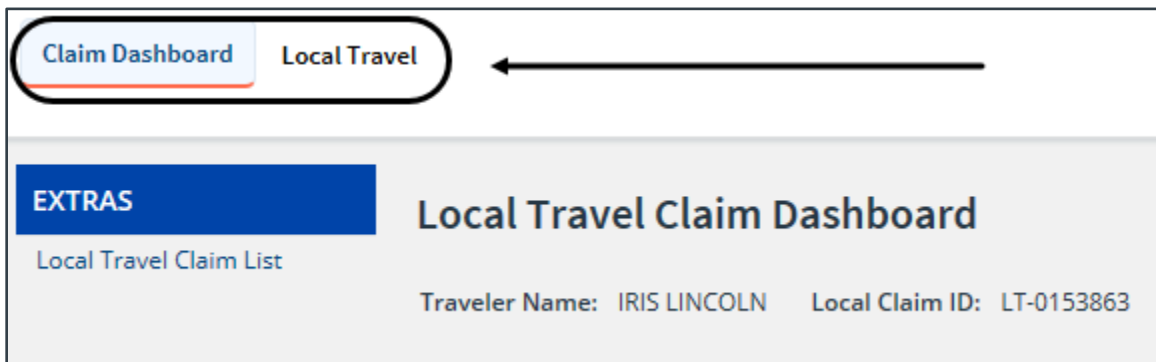 Claim Dashboard Local Travel
EXTRAS
Local Travel Claim List
Local Travel Claim Dashboard
Traveler Name: IRIS LINCOLN Local Claim ID: LT-0153863